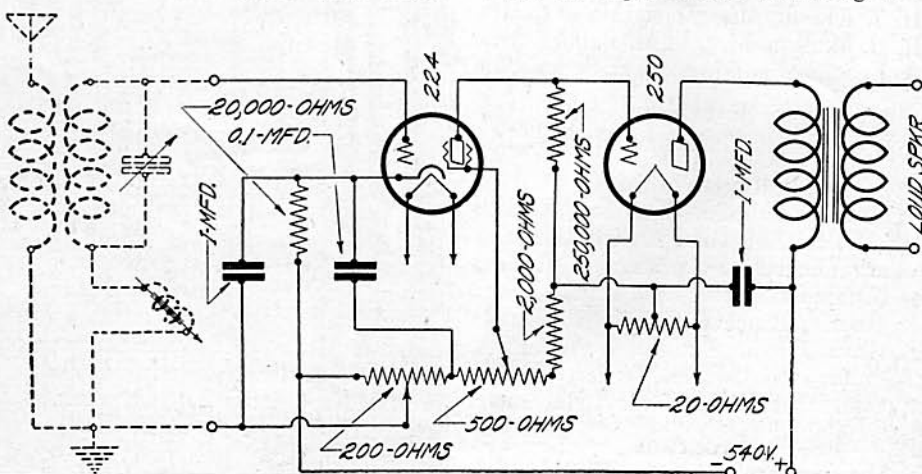 224
250
20,000-OHMS
0.1-MFD.
1-MFD.
2,000-OHMS
250,000-OHMS
1-MFD.
LOUD SPKR.
200-OHMS
500-OHMS
20-OHMS
- 540V. +